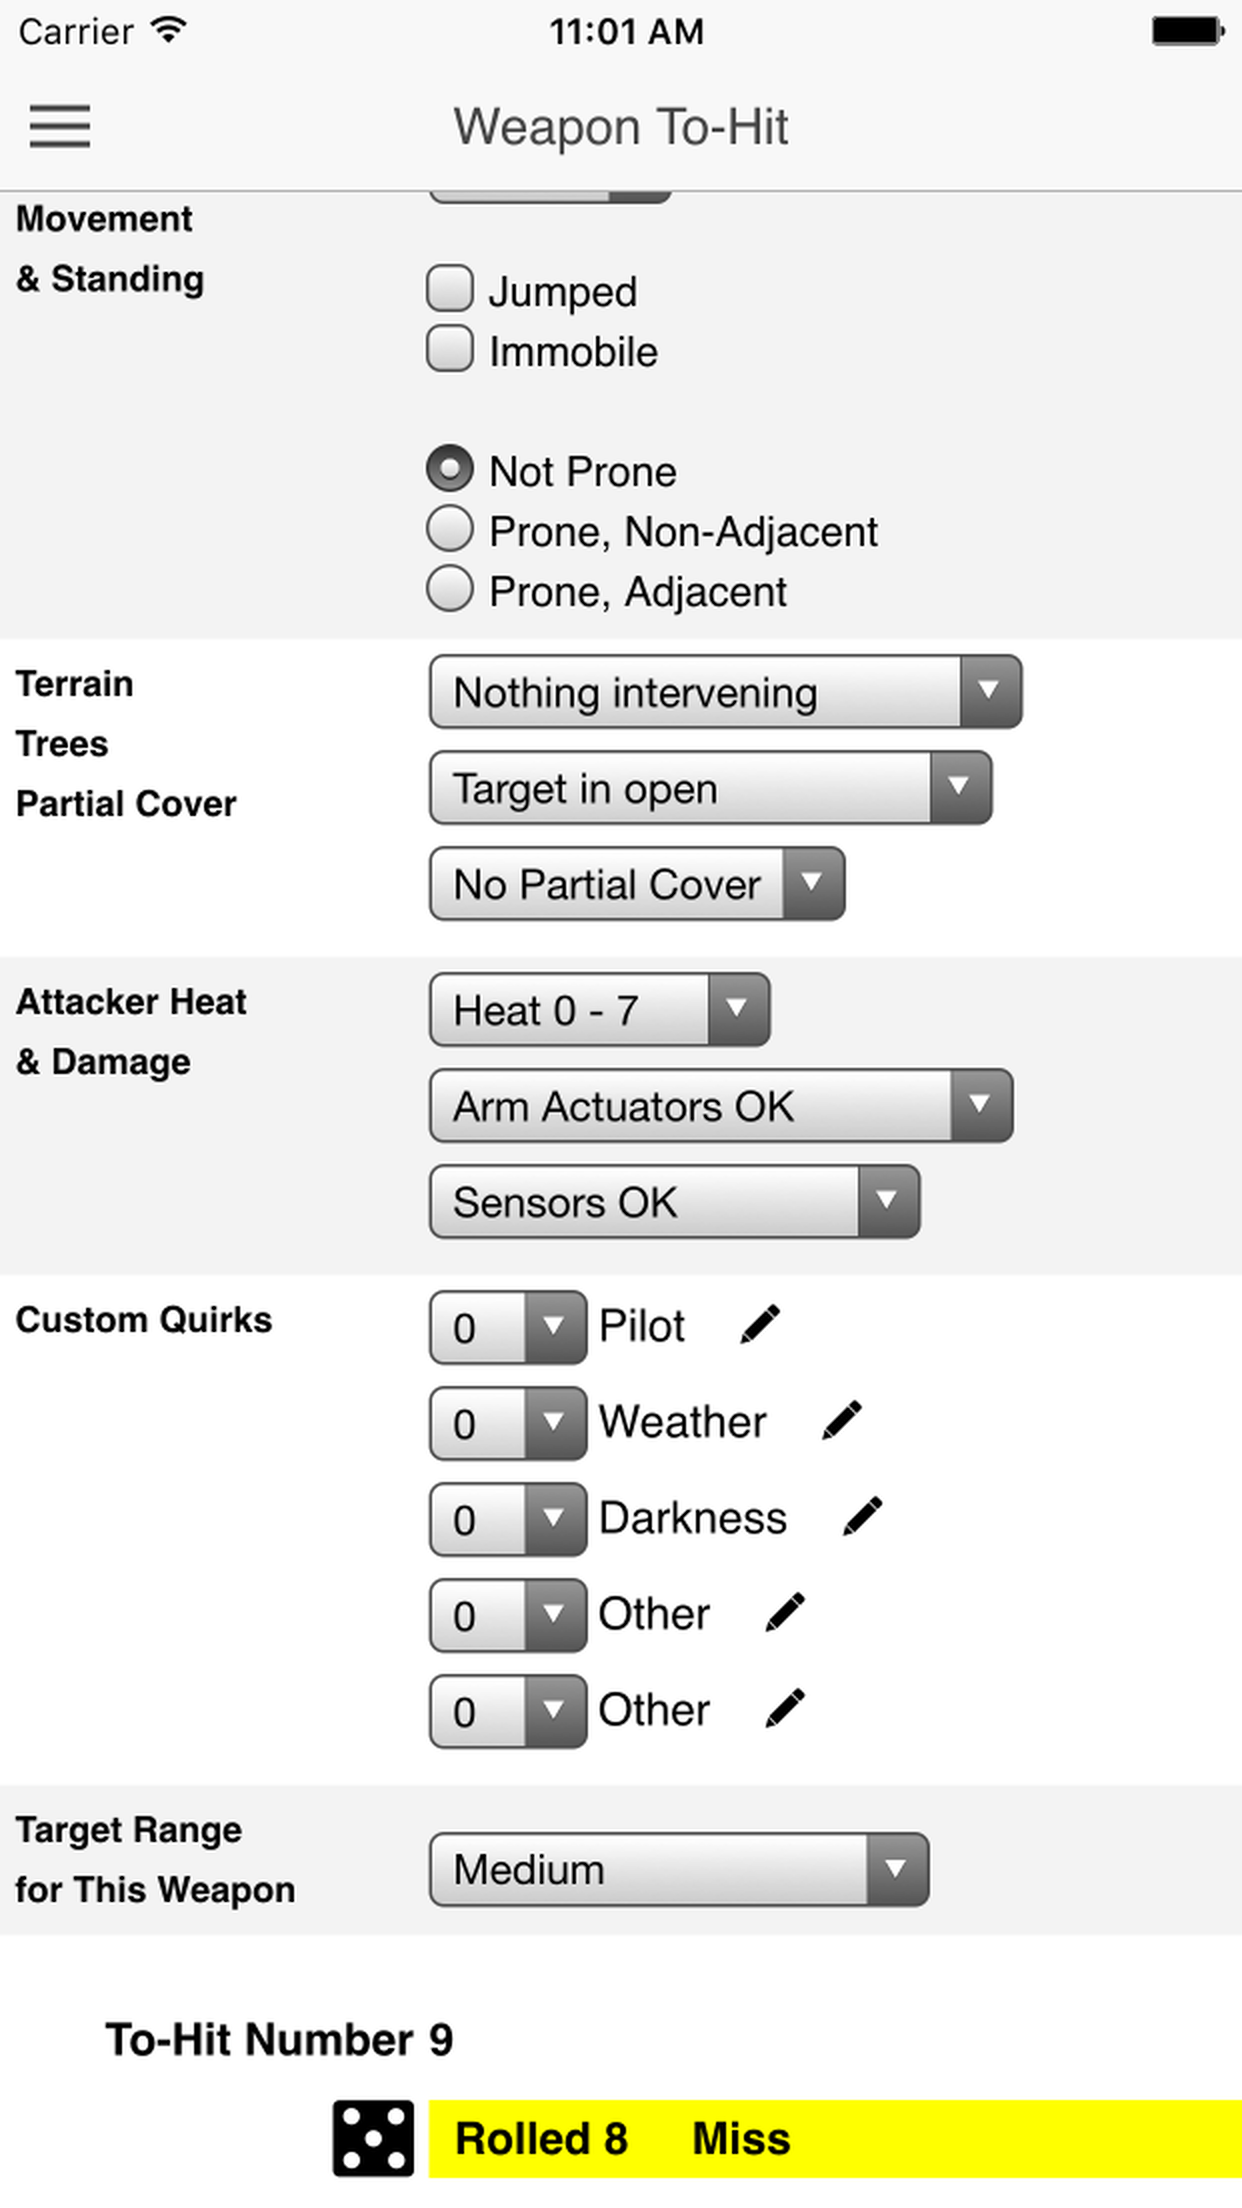 Carrier 11:01 AM
Weapon To-Hit
Movement
& Standing
Jumped
Immobile
Not Prone
Prone, Non-Adjacent
Prone, Adjacent
Terrain
Trees
Partial Cover
Nothing intervening
Target in open
No Partial Cover
Attacker Heat
& Damage
Heat 0 - 7
Arm Actuators OK
Sensors OK
Custom Quirks
0 Pilot
0 Weather
0 Darkness
0 Other
0 Other
Target Range
for This Weapon
Medium
To-Hit Number 9
Rolled 8 Miss